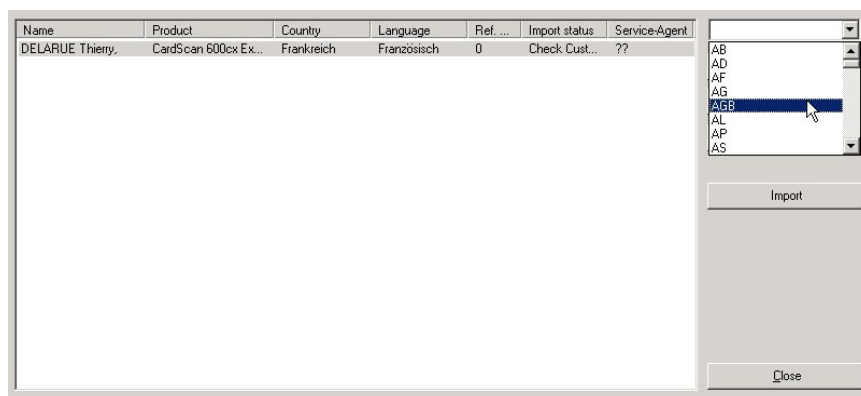 Name Product Country Language Ref. ... Import status Service-Agent
DELARUE Thierry, CardScan 600cx Ex... Frankreich Französisch 0 Check Cust... ??
AB
AD
AF
AG
AGB
AL
AP
AS
Import
Close